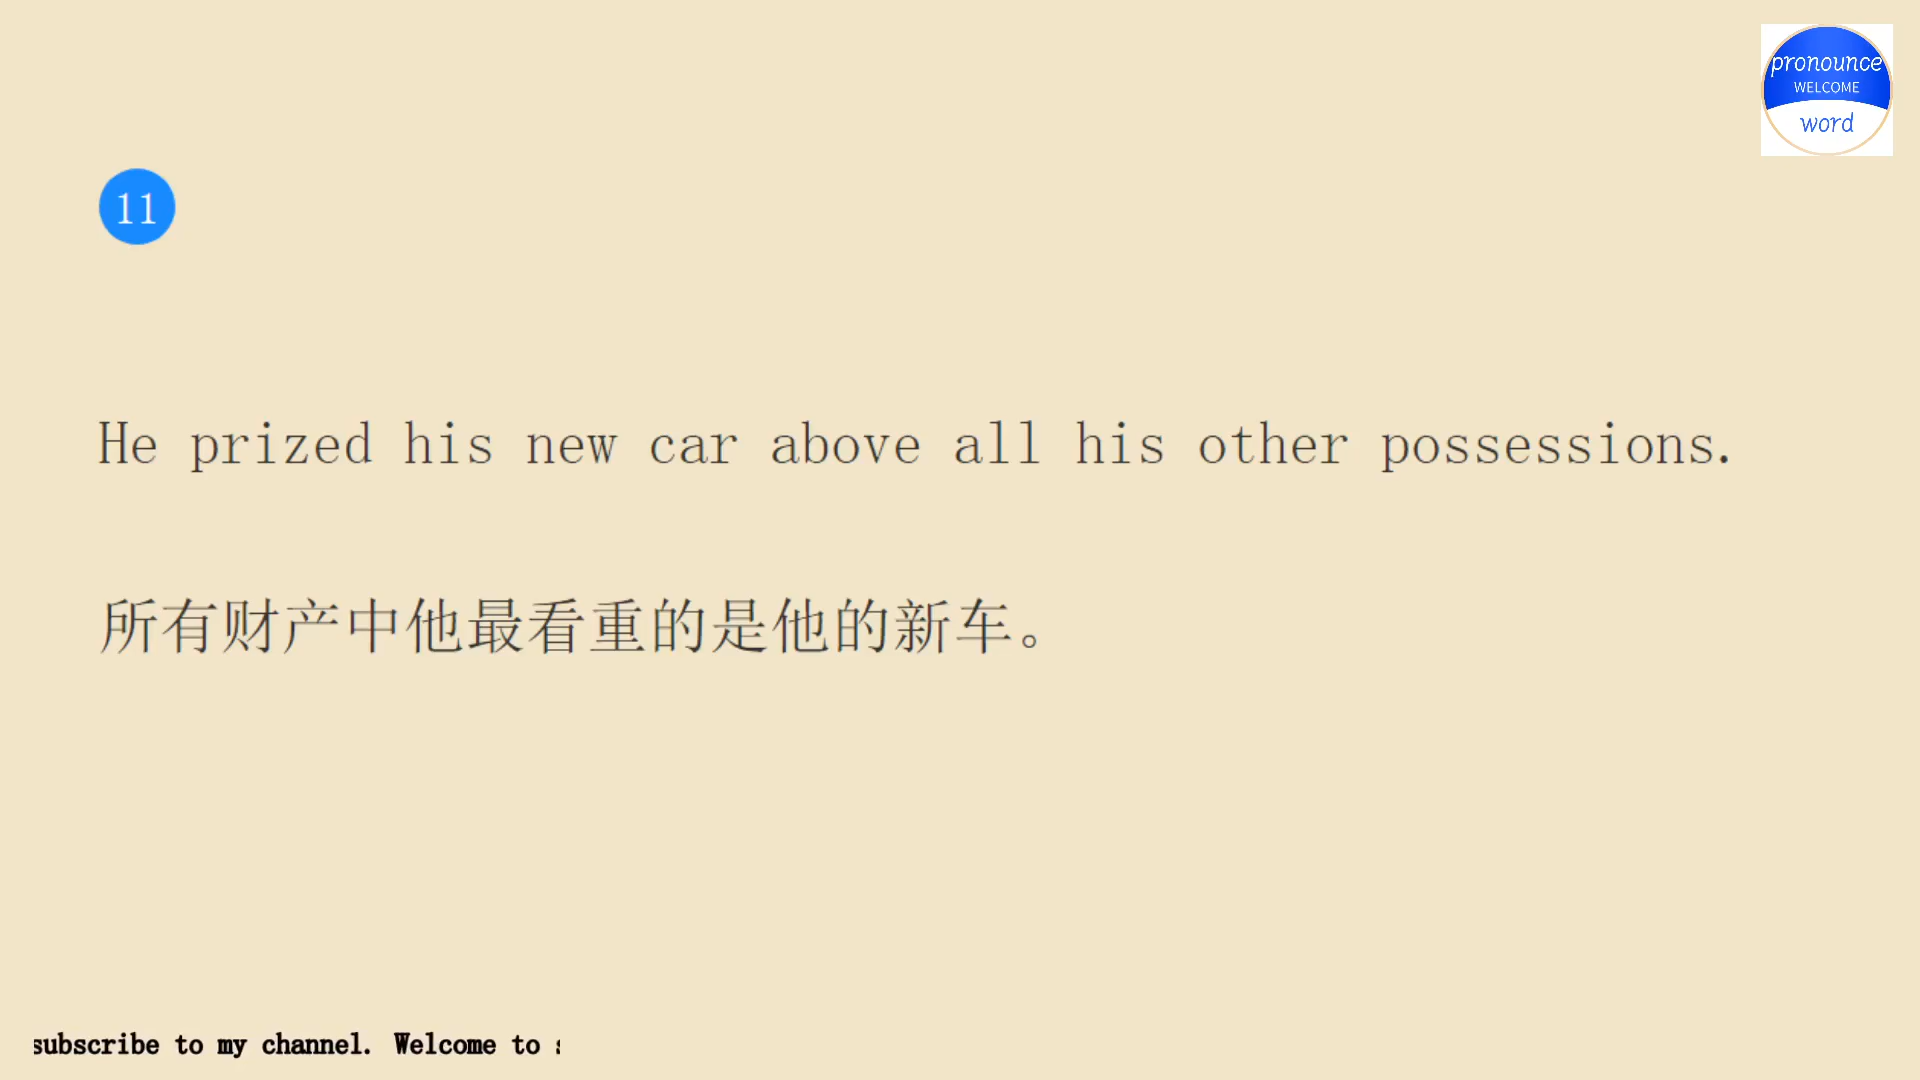 pronounce
WELCOME
word
11
He prized his new car above all his other possessions.
所有财产中他最看重的是他的新车。
subscribe to my channel. Welcome to